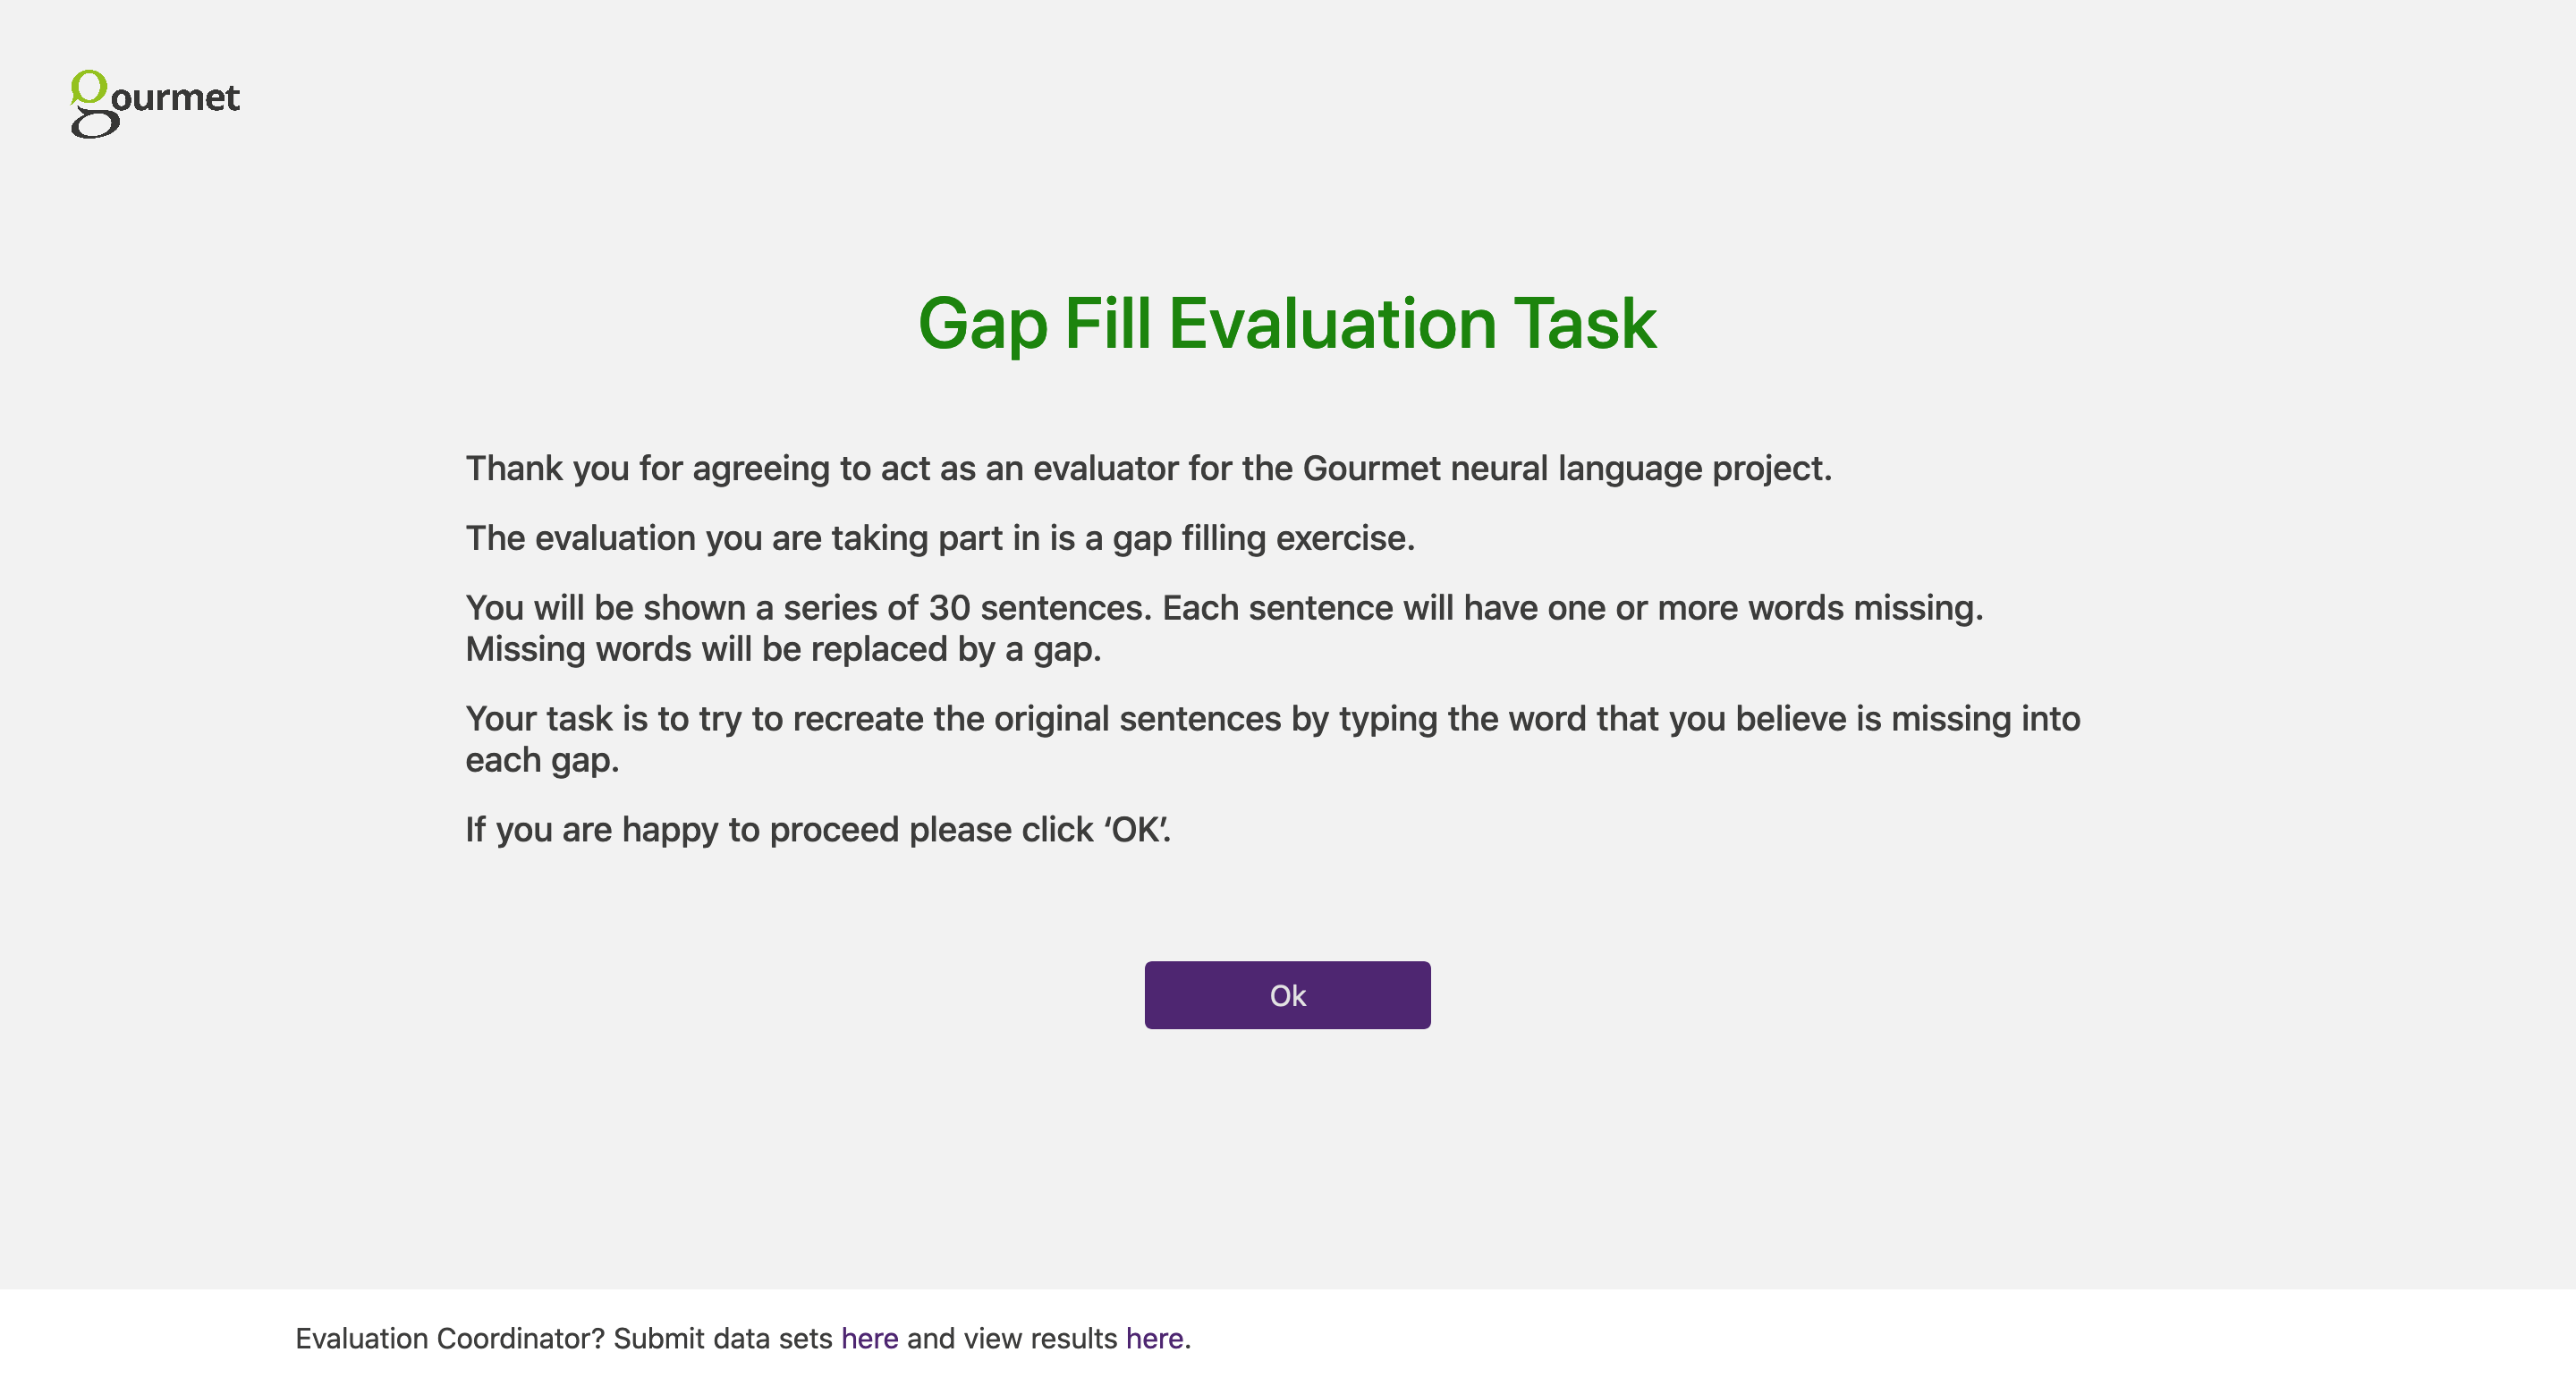 gourmet
Gap Fill Evaluation Task
Thank you for agreeing to act as an evaluator for the Gourmet neural language project.
The evaluation you are taking part in is a gap filling exercise.
You will be shown a series of 30 sentences. Each sentence will have one or more words missing.
Missing words will be replaced by a gap.
Your task is to try to recreate the original sentences by typing the word that you believe is missing into
each gap.
If you are happy to proceed please click ‘OK’.
Ok
Evaluation Coordinator? Submit data sets here and view results here.